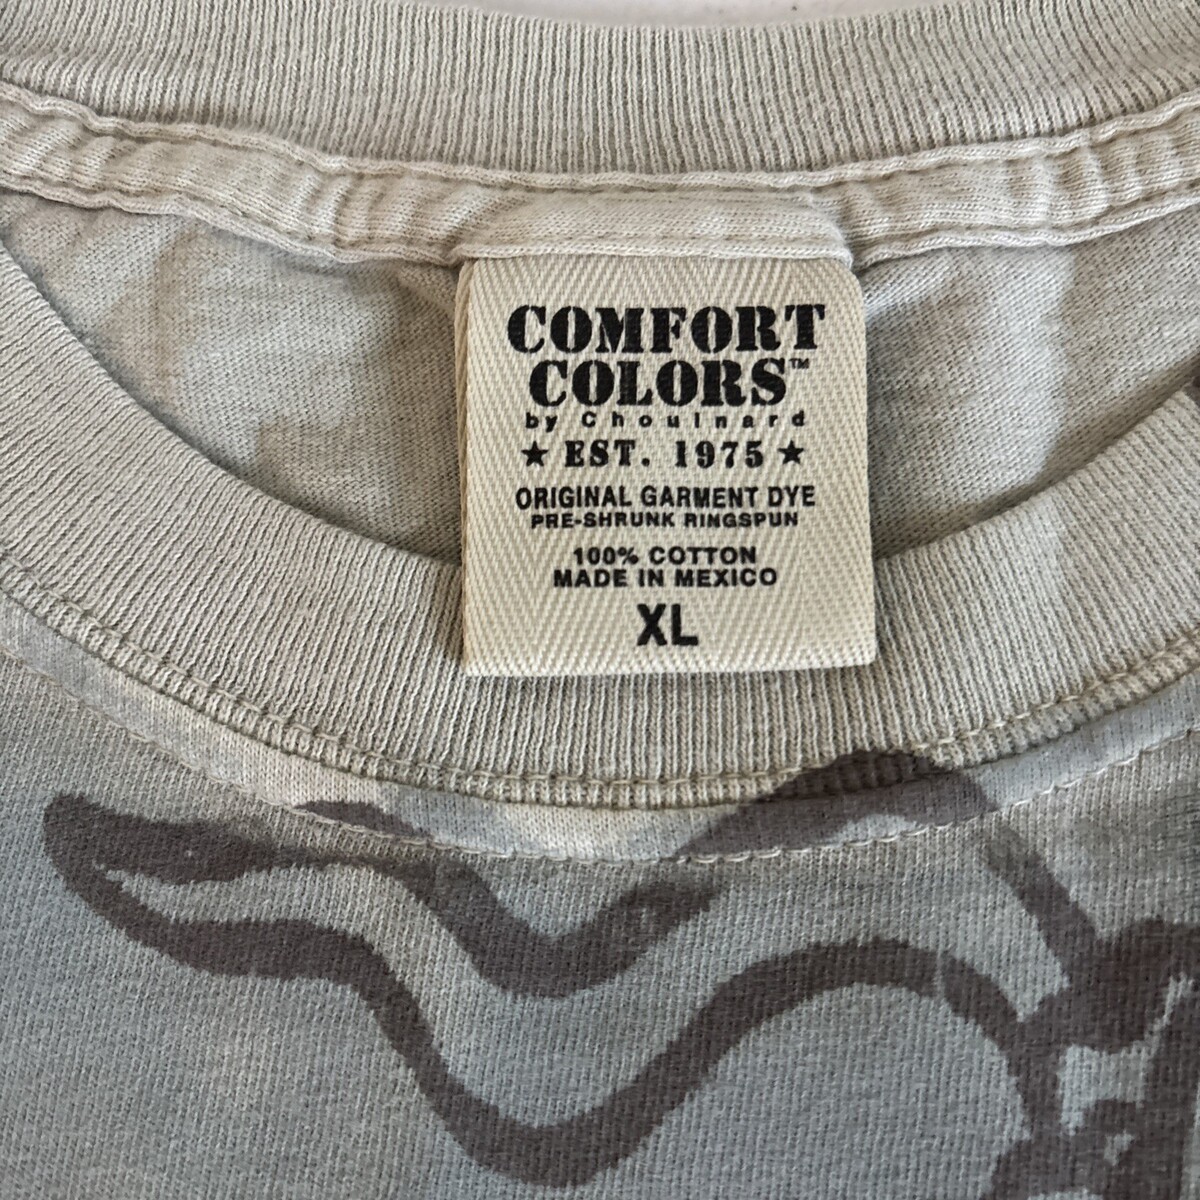 COMFORT
COLORS™
by Chouinard
★ EST. 1975 ★
ORIGINAL GARMENT DYE
PRE-SHRUNK RINGSPUN
100% COTTON
MADE IN MEXICO
XL